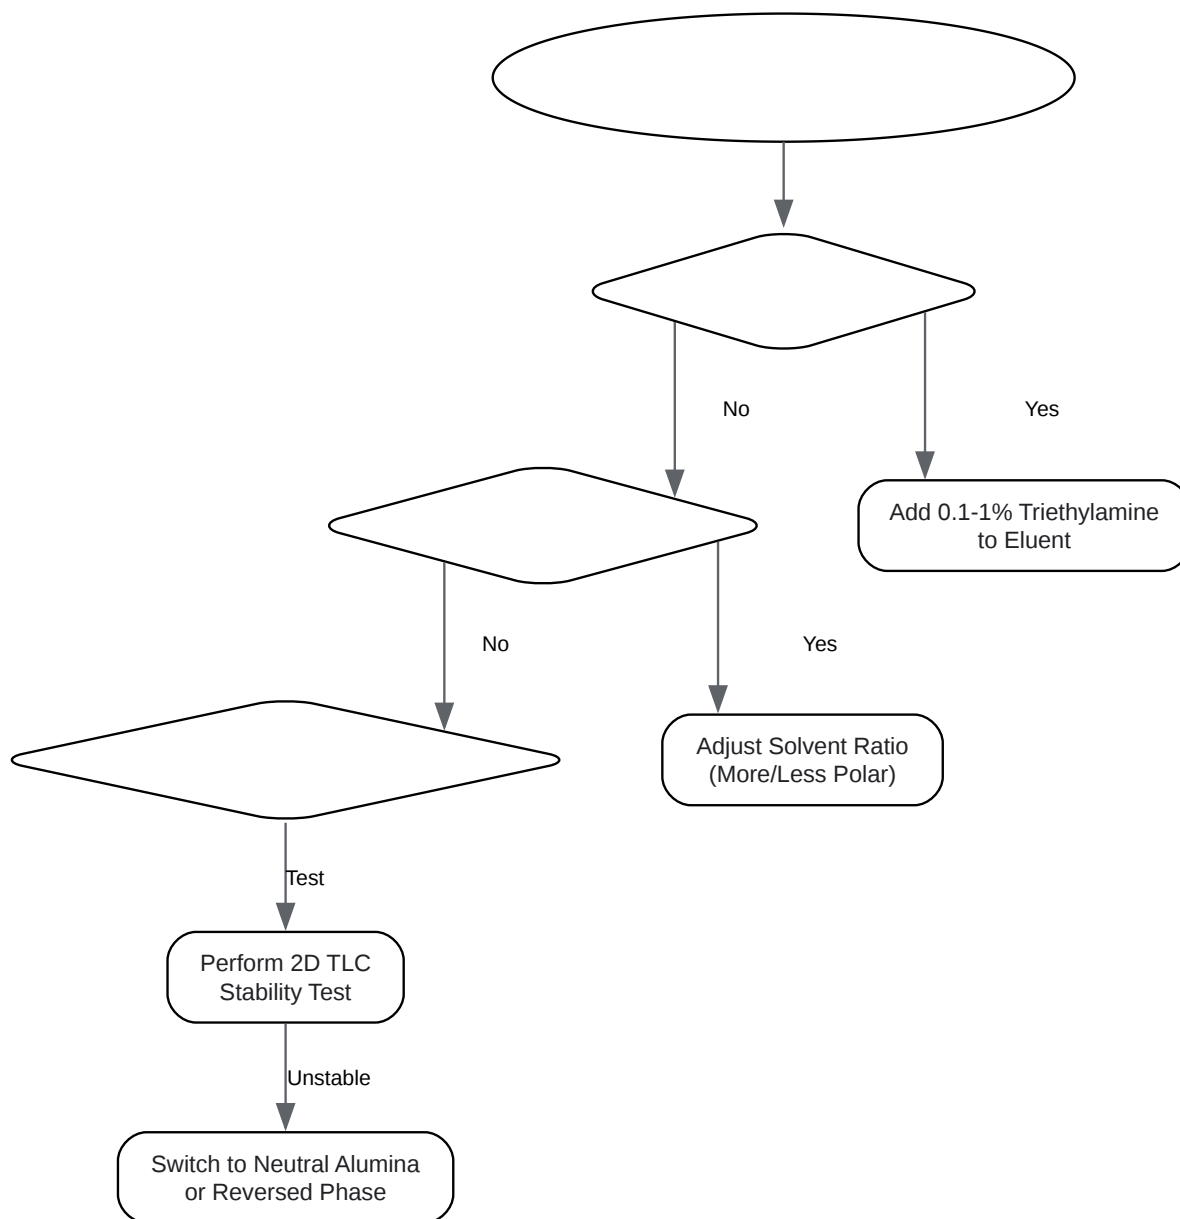 No
Yes
Add 0.1-1% Triethylamine
to Eluent
No
Yes
Adjust Solvent Ratio
(More/Less Polar)
Test
Perform 2D TLC
Stability Test
Unstable
Switch to Neutral Alumina
or Reversed Phase